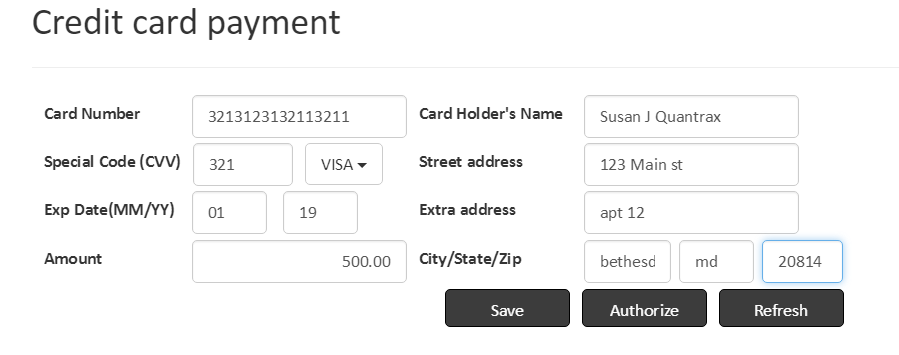 Credit card payment
Card Number 3213123132113211 Card Holder's Name Susan J Quantrax
Special Code (CVV) 321 VISA Street address 123 Main st
Exp Date(MM/YY) 01 19 Extra address apt 12
Amount 500.00 City/State/Zip bethesd md 20814
Save Authorize Refresh